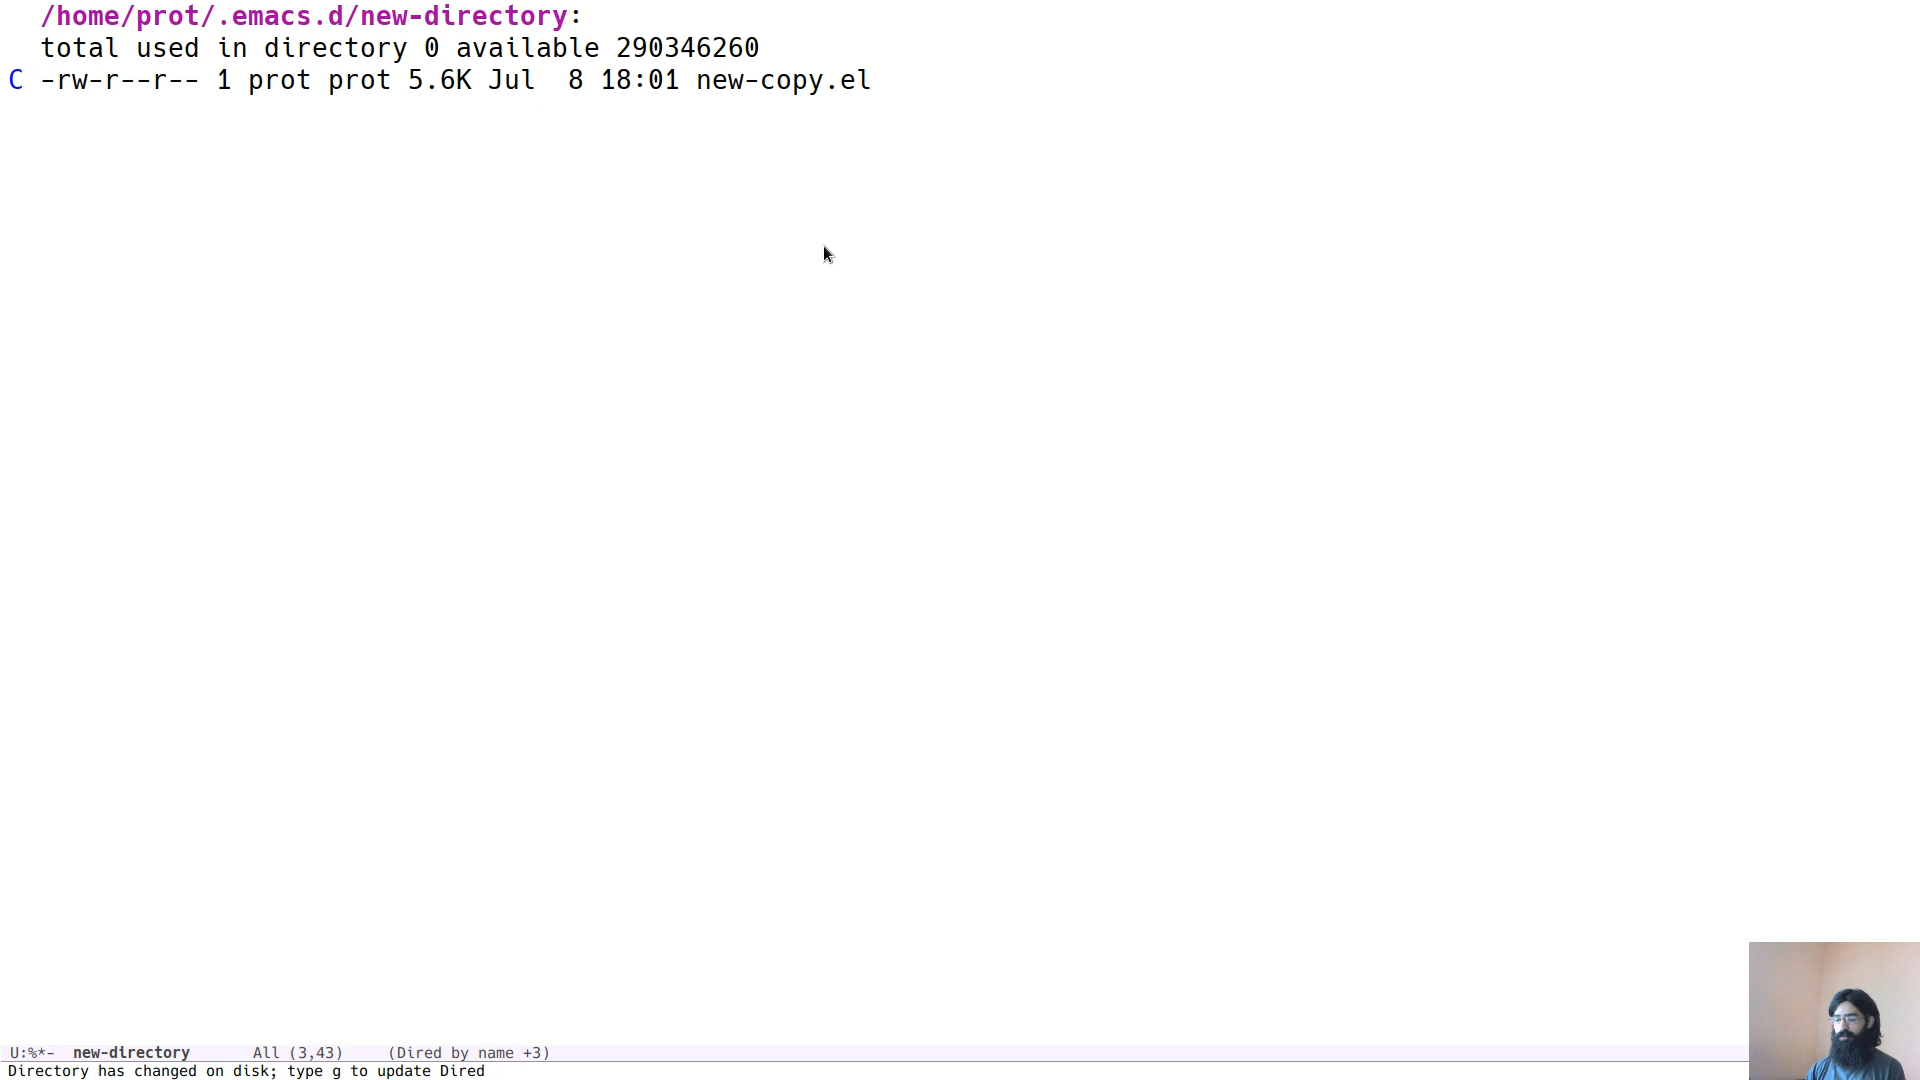 /home/prot/.emacs.d/new-directory:
total used in directory 0 available 290346260
C -rw-r--r-- 1 prot prot 5.6K Jul  8 18:01 new-copy.el
U:%*-  new-directory       All (3,43)     (Dired by name +3)
Directory has changed on disk; type g to update Dired